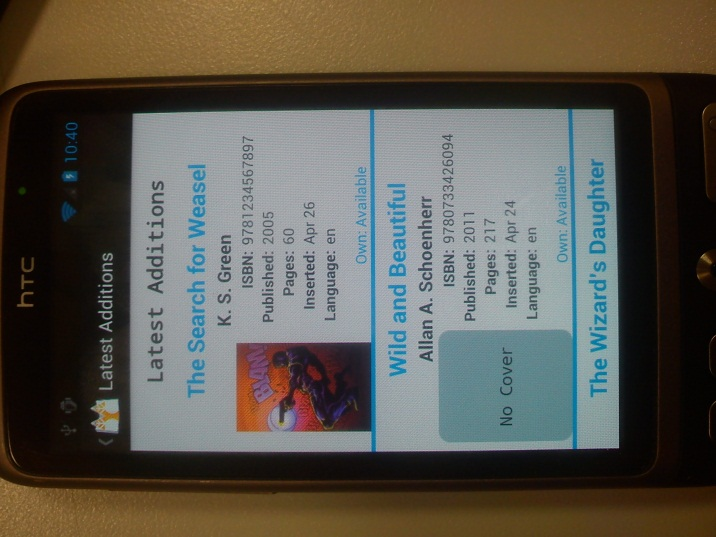 hTC
10:40
Latest Additions
Latest Additions
The Search for Weasel
K. S. Green
ISBN: 9781234567897
Published: 2005
Pages: 60
Inserted: Apr 26
Language: en
BLAM!
Own: Available
Wild and Beautiful
Allan A. Schoenherr
ISBN: 9780733426094
Published: 2011
Pages: 217
Inserted: Apr 24
Language: en
No Cover
Own: Available
The Wizard's Daughter